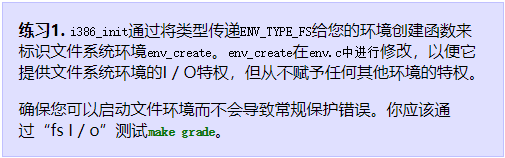 练习1. i386_init通过将类型传递ENV_TYPE_FS给您的环境创建函数来
标识文件系统环境env_create。env_create在env.c中进行修改，以便它
提供文件系统环境的I / O特权，但从不赋予任何其他环境的特权。
确保您可以启动文件环境而不会导致常规保护错误。你应该通
过“fs I / o”测试make grade。